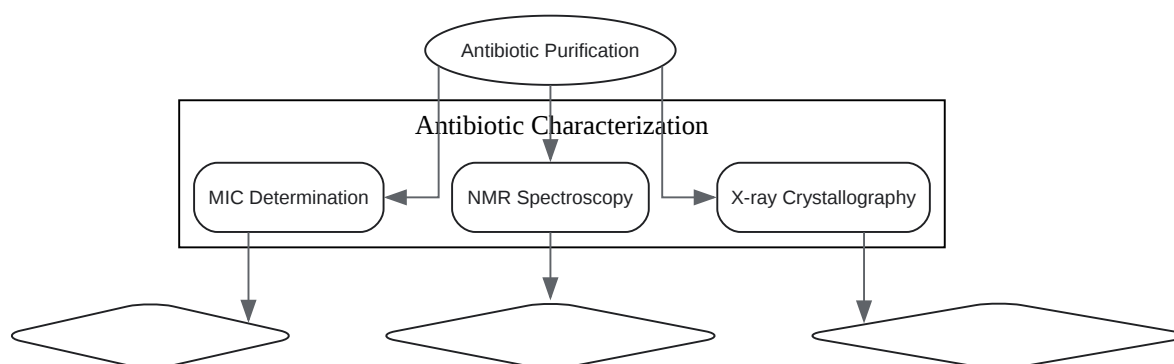 Antibiotic Purification
Antibiotic Characterization
MIC Determination
NMR Spectroscopy
X-ray Crystallography